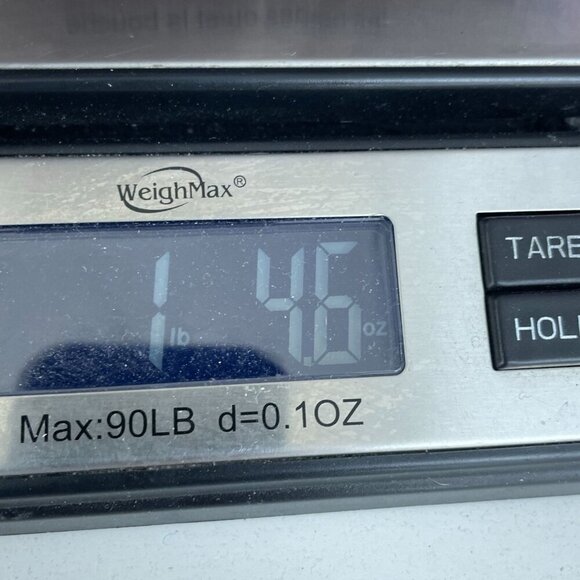 WeighMax®
1 lb 4.6 oz
TARE
HOL
Max:90LB d=0.1OZ